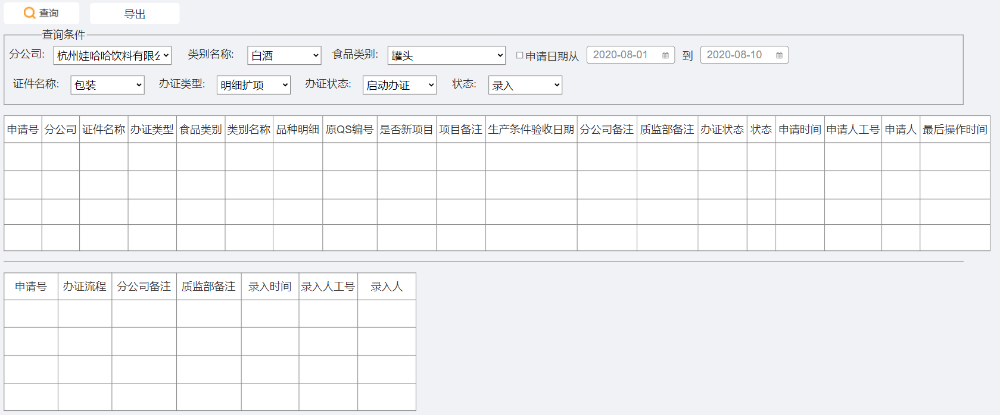 查询 导出
查询条件
分公司: 杭州娃哈哈饮料有限 类别名称: 白酒 食品类别: 罐头 申请日期从 2020-08-01 到 2020-08-10
证件名称: 包装 办证类型: 明细扩项 办证状态: 启动办证 状态: 录入
申请号 分公司 证件名称 办证类型 食品类别 类别名称 品种明细 原QS编号 是否新项目 项目备注 生产条件验收日期 分公司备注 质监部备注 办证状态 状态 申请时间 申请人工号 申请人 最后操作时间
申请号 办证流程 分公司备注 质监部备注 录入时间 录入人工号 录入人